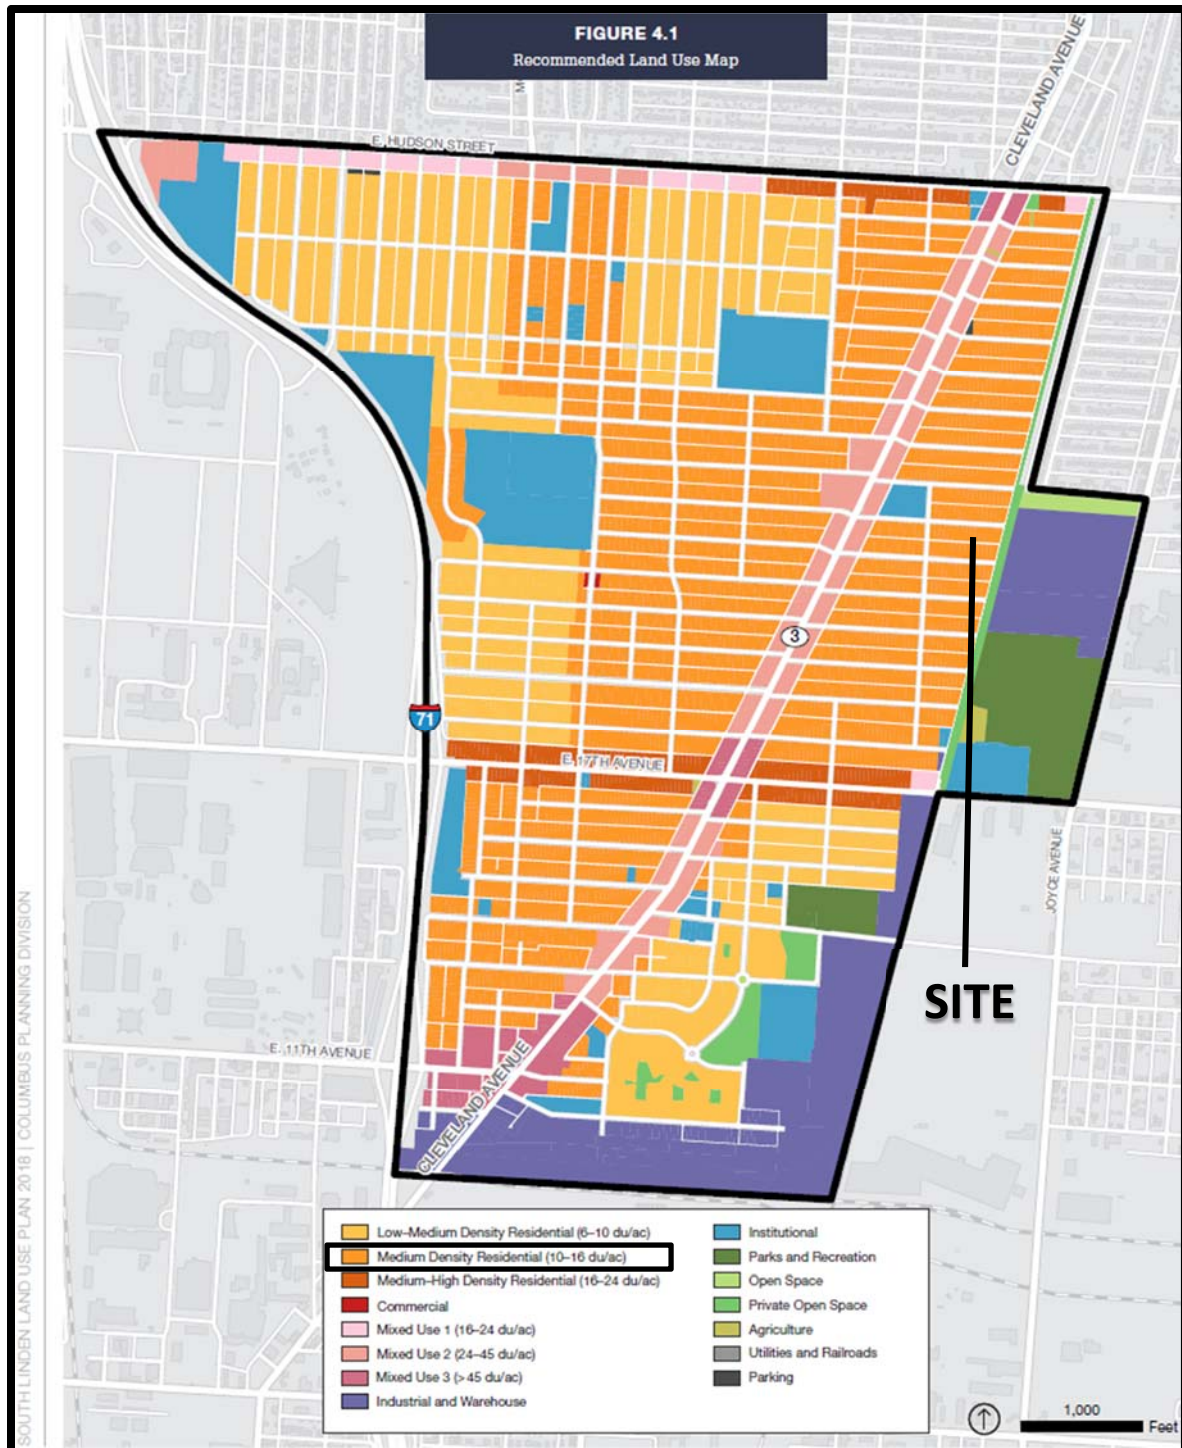 FIGURE 4.1
Recommended Land Use Map
CLEVELAND AVENUE
E. HUDSON STREET
3
71
E. 17TH AVENUE
JOYCE AVENUE
SITE
E. 11TH AVENUE
CLEVELAND AVENUE
SOUTH LINDEN LAND USE PLAN 2018 | COLUMBUS PLANNING DIVISION
Low–Medium Density Residential (6–10 du/ac)
Medium Density Residential (10–16 du/ac)
Medium–High Density Residential (16–24 du/ac)
Commercial
Mixed Use 1 (16–24 du/ac)
Mixed Use 2 (24–45 du/ac)
Mixed Use 3 (>45 du/ac)
Industrial and Warehouse
Institutional
Parks and Recreation
Open Space
Private Open Space
Agriculture
Utilities and Railroads
Parking
1,000
Feet